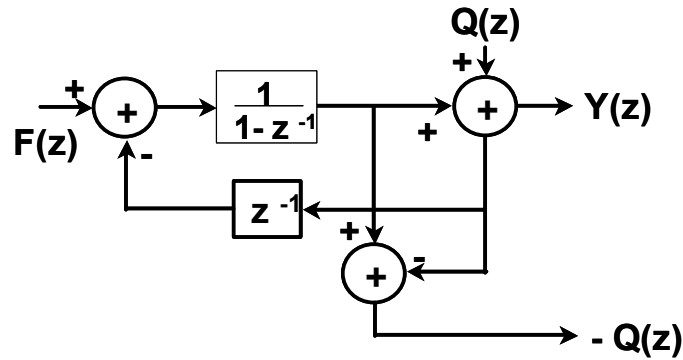 Q(z)
+
+ + 1 + Y(z)
1- z -1
+
F(z)
-
z -1
+ -
+
- Q(z)